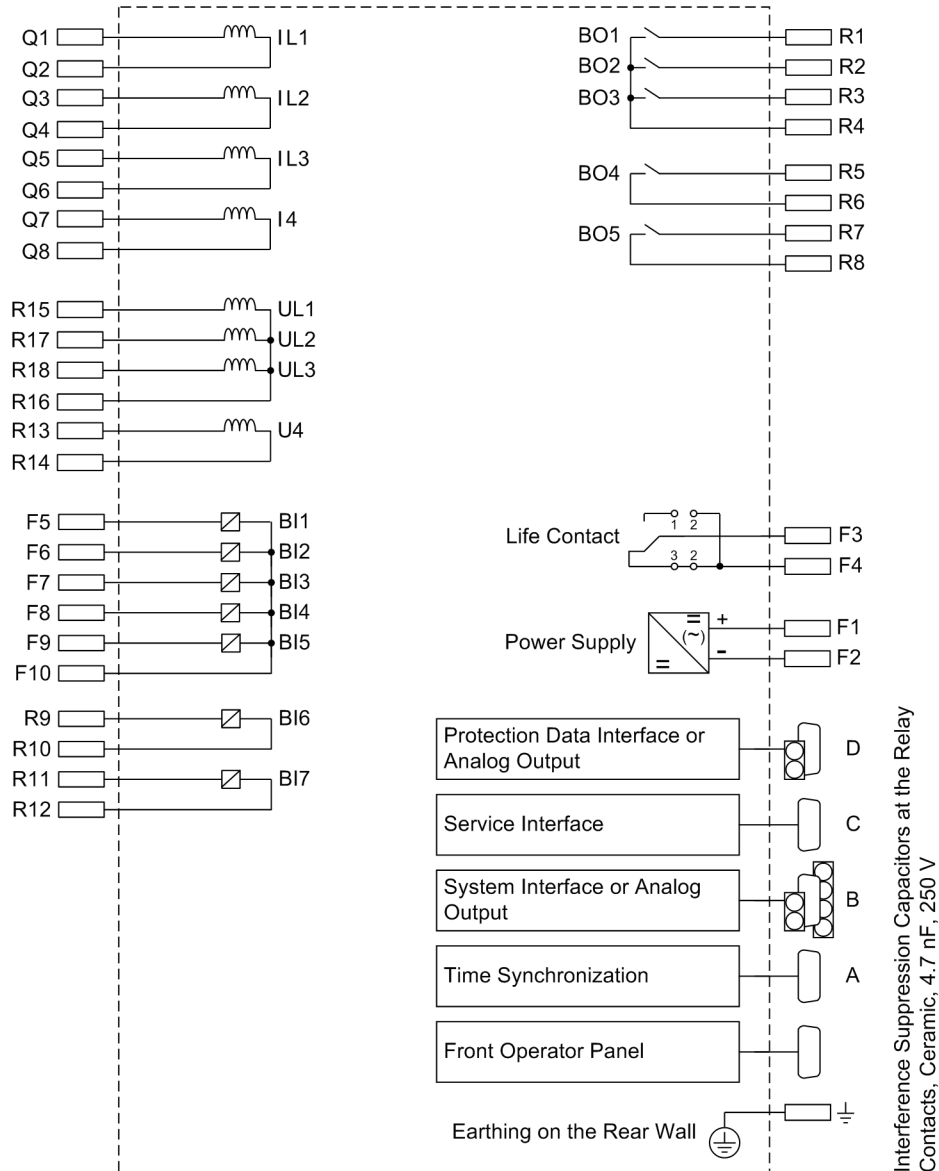 Q1 IL1
Q2
Q3 IL2
Q4
Q5 IL3
Q6
Q7 I4
Q8
R15 UL1
R17 UL2
R18 UL3
R16
R13 U4
R14
F5 BI1
F6 BI2
F7 BI3
F8 BI4
F9 BI5
F10
R9 BI6
R10
R11 BI7
R12
BO1 R1
BO2 R2
BO3 R3
R4
BO4 R5
R6
BO5 R7
R8
Life Contact
1 2
3 2
F3
F4
Power Supply
= (~) =
+ F1
- F2
Protection Data Interface or
Analog Output
D
Service Interface
C
System Interface or Analog
Output
B
Time Synchronization
A
Front Operator Panel
Earthing on the Rear Wall
Interference Suppression Capacitors at the Relay
Contacts, Ceramic, 4.7 nF, 250 V